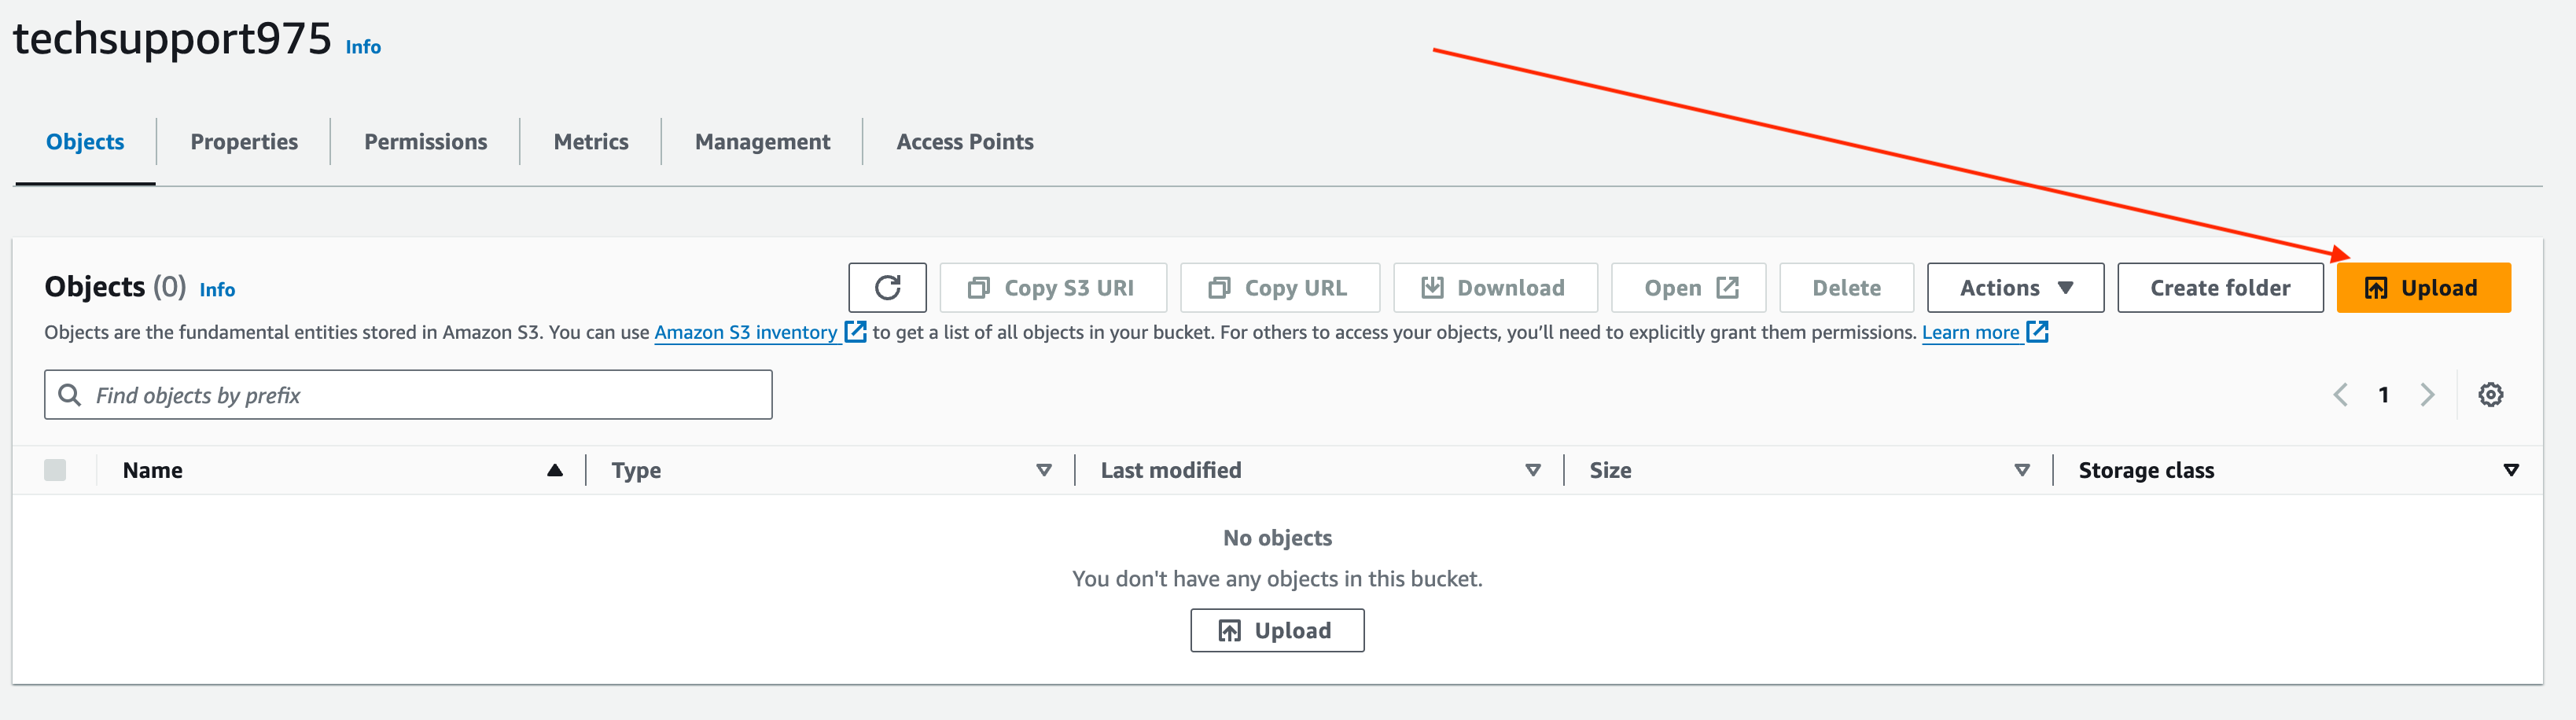 techsupport975 Info
Objects Properties Permissions Metrics Management Access Points
Objects (0) Info Copy S3 URI Copy URL Download Open Delete Actions Create folder Upload
Objects are the fundamental entities stored in Amazon S3. You can use Amazon S3 inventory to get a list of all objects in your bucket. For others to access your objects, you’ll need to explicitly grant them permissions. Learn more
Find objects by prefix 1
Name Type Last modified Size Storage class
No objects
You don't have any objects in this bucket.
Upload